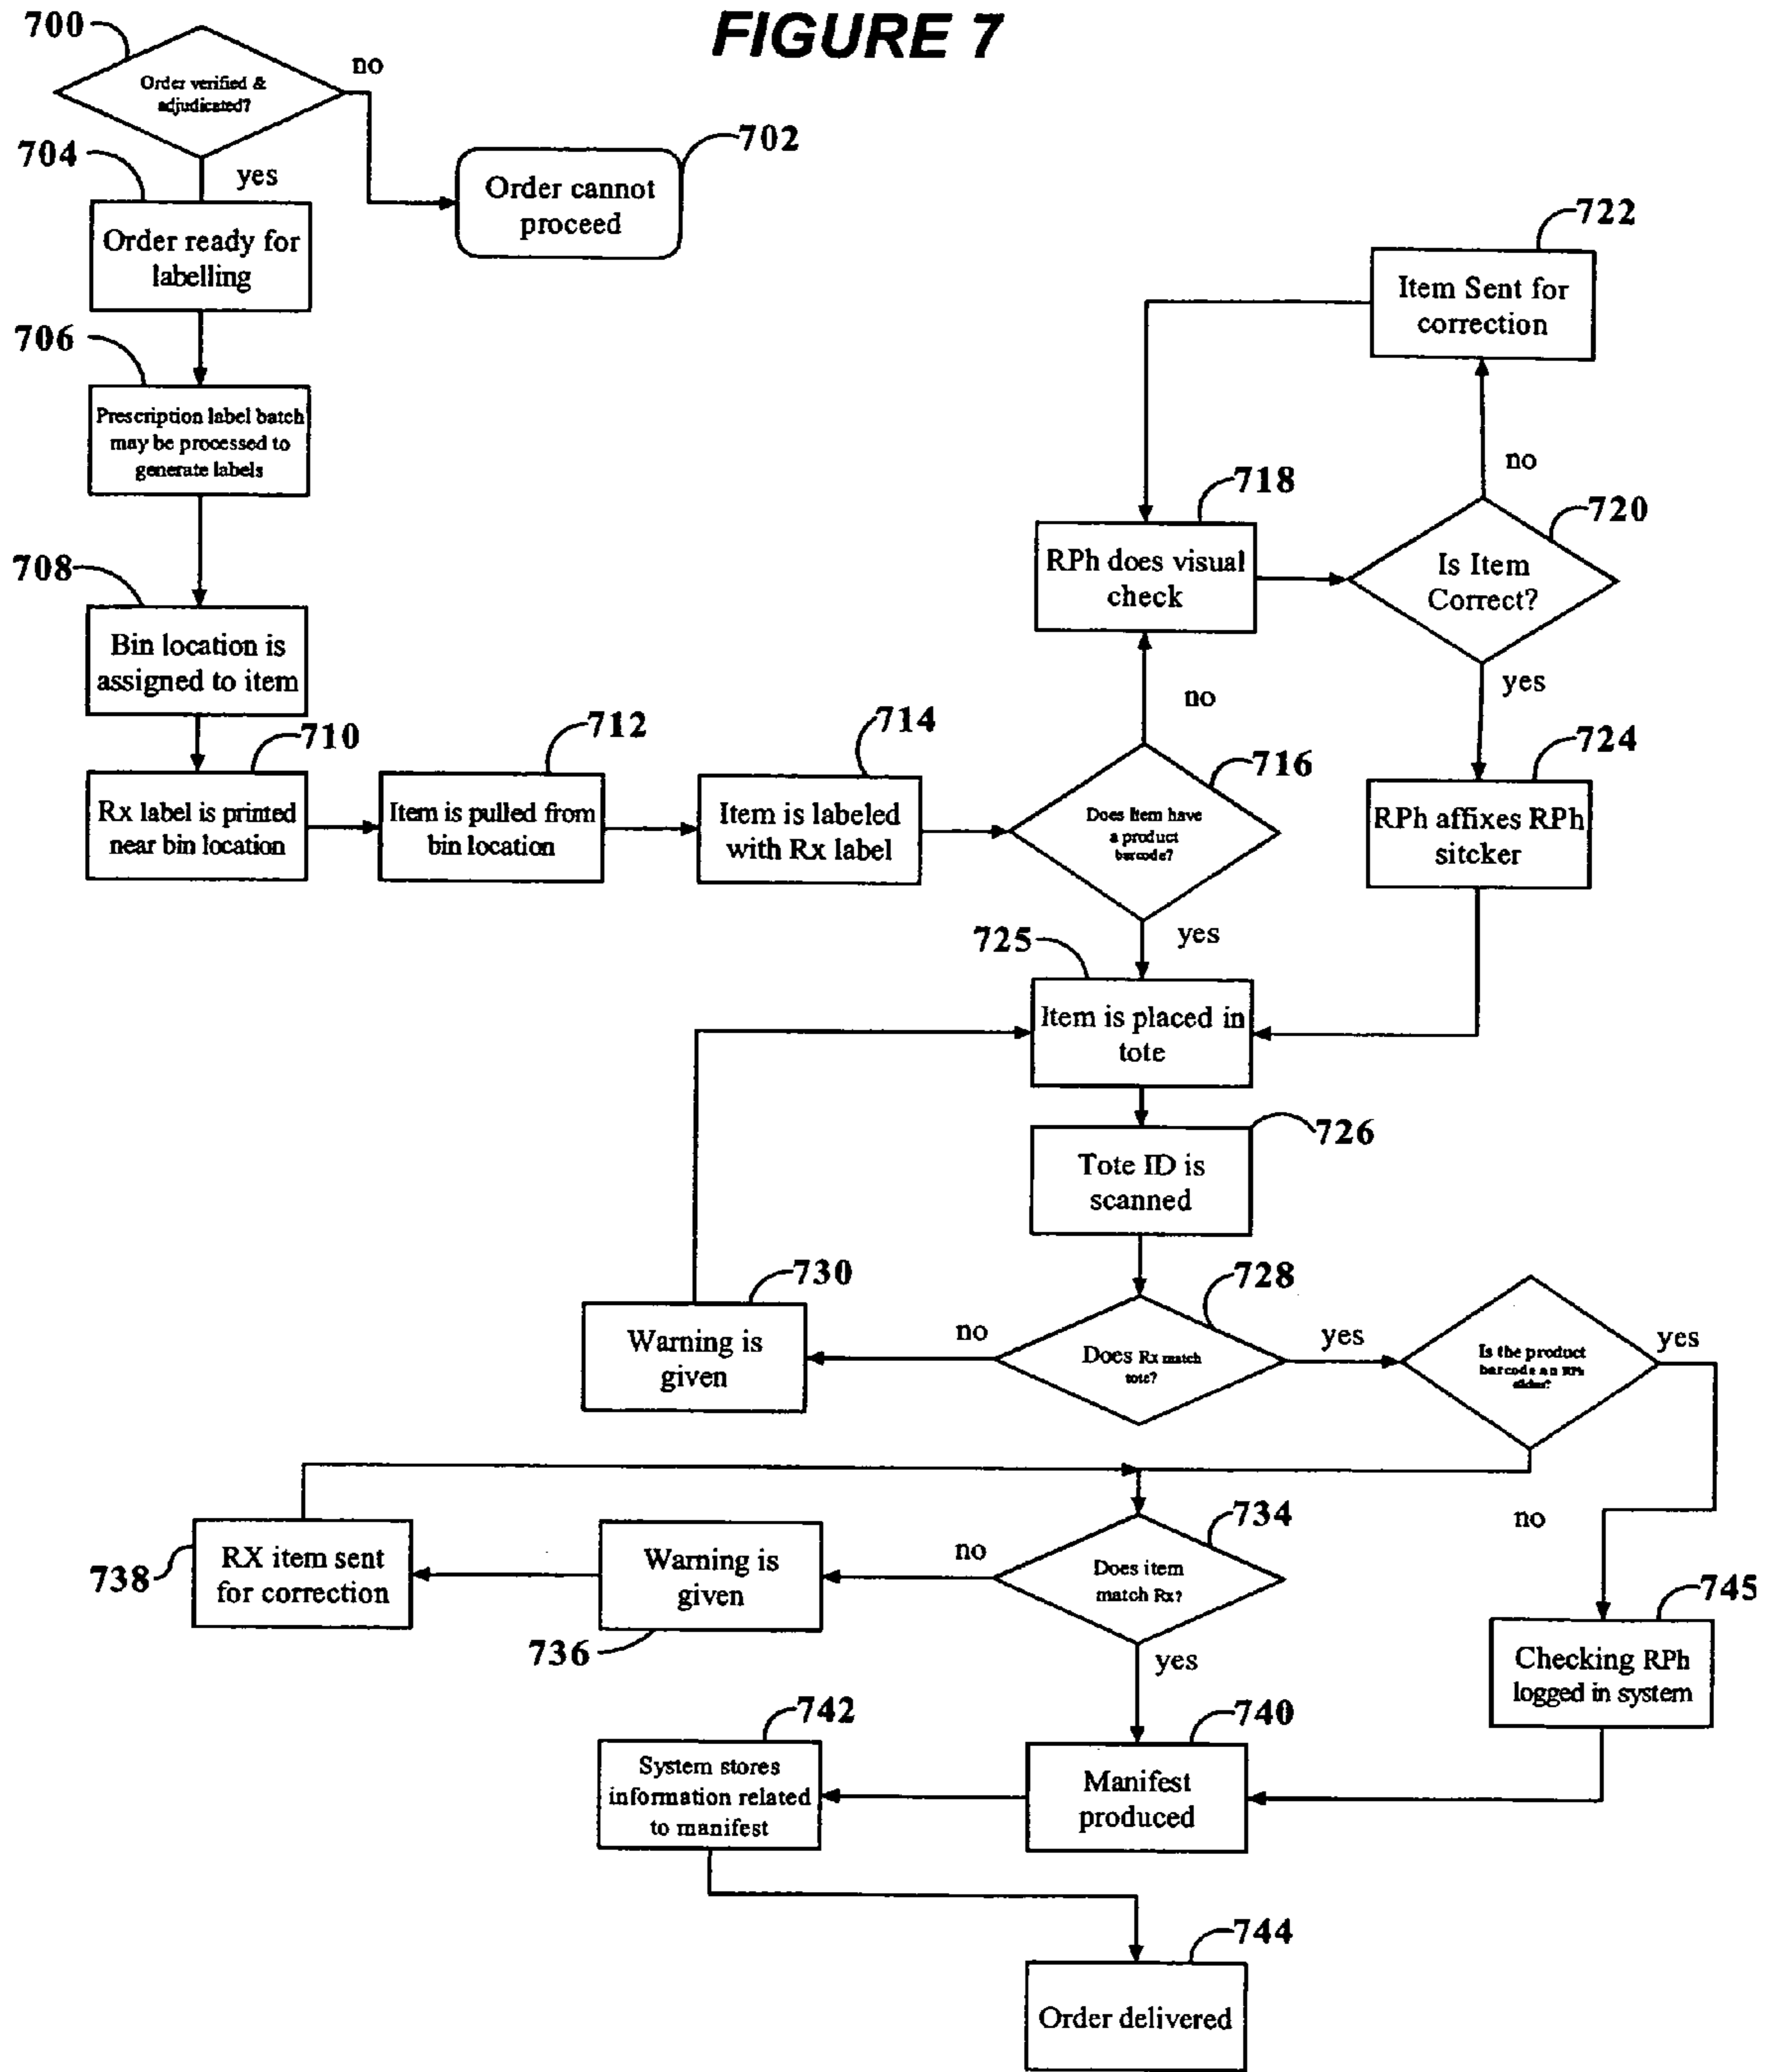 FIGURE 7
700
Order verified &
adjudicated?
no
702
Order cannot
proceed
704
yes
Order ready for
labelling
706
Prescription label batch
may be processed to
generate labels
708
Bin location is
assigned to item
710
Rx label is printed
near bin location
712
Item is pulled from
bin location
714
Item is labeled
with Rx label
716
Does Item have
a product
barcode?
no
718
RPh does visual
check
720
Is Item
Correct?
no
722
Item Sent for
correction
yes
724
RPh affixes RPh
sitcker
yes
725
Item is placed in
tote
726
Tote ID is
scanned
728
Does Rx match
tote?
no
730
Warning is
given
yes
Is the product
barcode an RPh
yes
no
734
Does item
match Rx?
no
Warning is
given
736
738
RX item sent
for correction
yes
745
Checking RPh
logged in system
740
Manifest
produced
742
System stores
information related
to manifest
744
Order delivered